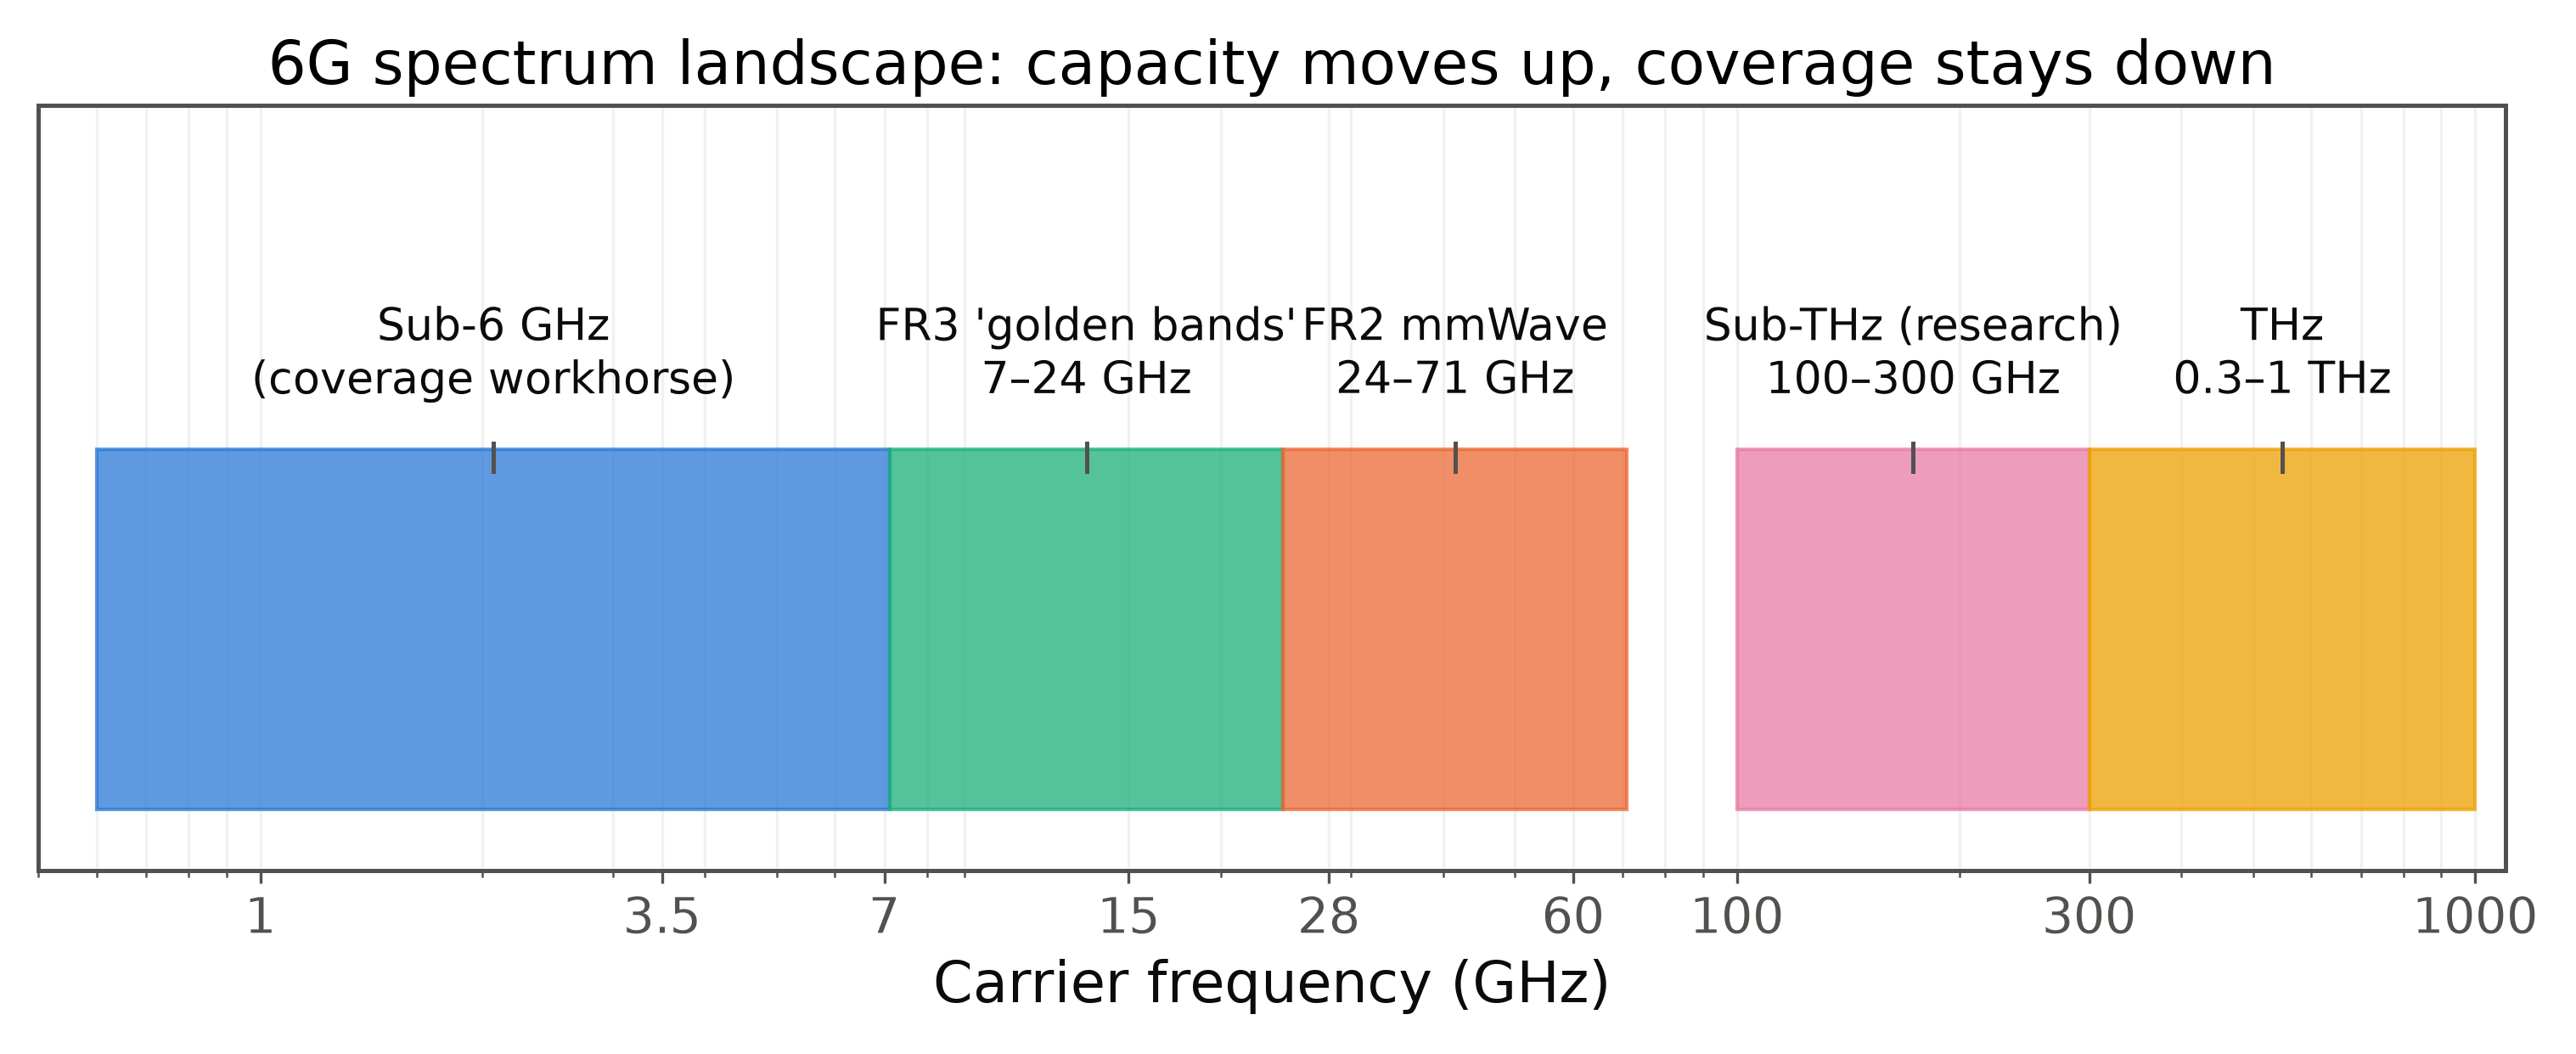 6G spectrum landscape: capacity moves up, coverage stays down
Sub-6 GHz
(coverage workhorse)
FR3 'golden bands'
7–24 GHz
FR2 mmWave
24–71 GHz
Sub-THz (research)
100–300 GHz
THz
0.3–1 THz
1 3.5 7 15 28 60 100 300 1000
Carrier frequency (GHz)